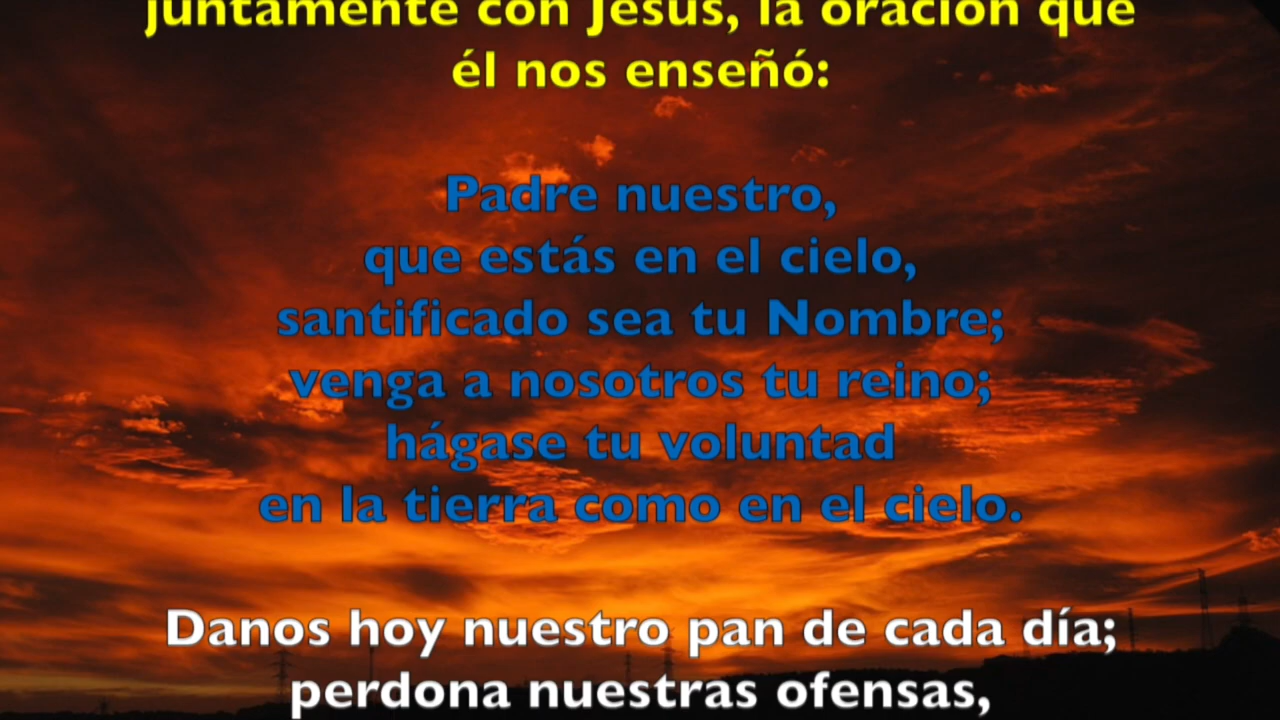 juntamente con Jesús, la oración que
él nos enseñó:
Padre nuestro,
que estás en el cielo,
santificado sea tu Nombre;
venga a nosotros tu reino;
hágase tu voluntad
en la tierra como en el cielo.
Danos hoy nuestro pan de cada día;
perdona nuestras ofensas,